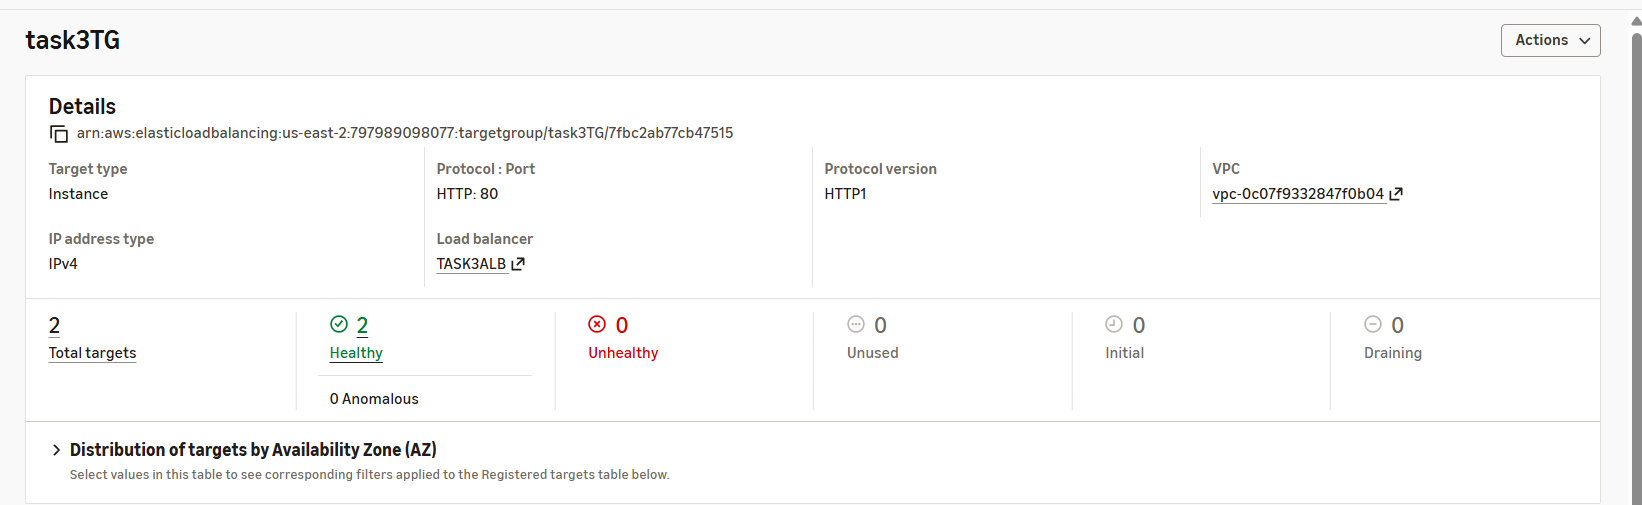 task3TG
Actions
Details
arn:aws:elasticloadbalancing:us-east-2:797989098077:targetgroup/task3TG/7fbc2ab77cb47515
Target type
Instance
Protocol : Port
HTTP: 80
Protocol version
HTTP1
VPC
vpc-0c07f9332847f0b04
IP address type
IPv4
Load balancer
TASK3ALB
2
Total targets
2
Healthy
0 Anomalous
0
Unhealthy
0
Unused
0
Initial
0
Draining
Distribution of targets by Availability Zone (AZ)
Select values in this table to see corresponding filters applied to the Registered targets table below.